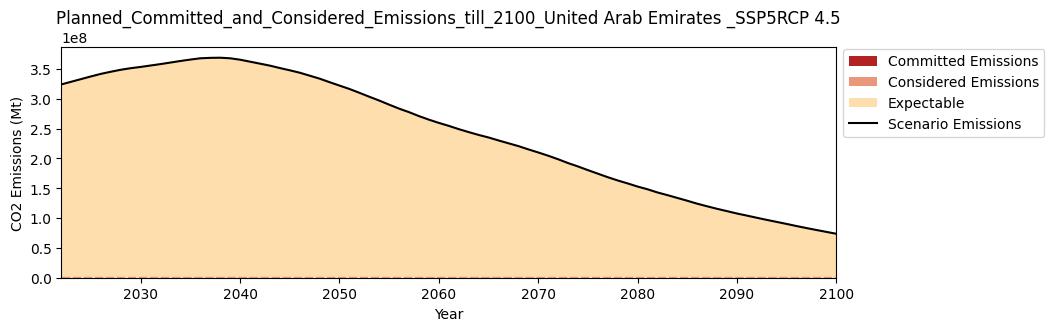 Planned_Committed_and_Considered_Emissions_till_2100_United Arab Emirates _SSP5RCP 4.5
1e8
3.5
3.0
2.5
2.0
1.5
1.0
0.5
0.0
CO2 Emissions (Mt)
2030
2040
2050
2060
2070
2080
2090
2100
Year
Committed Emissions
Considered Emissions
Expectable
Scenario Emissions